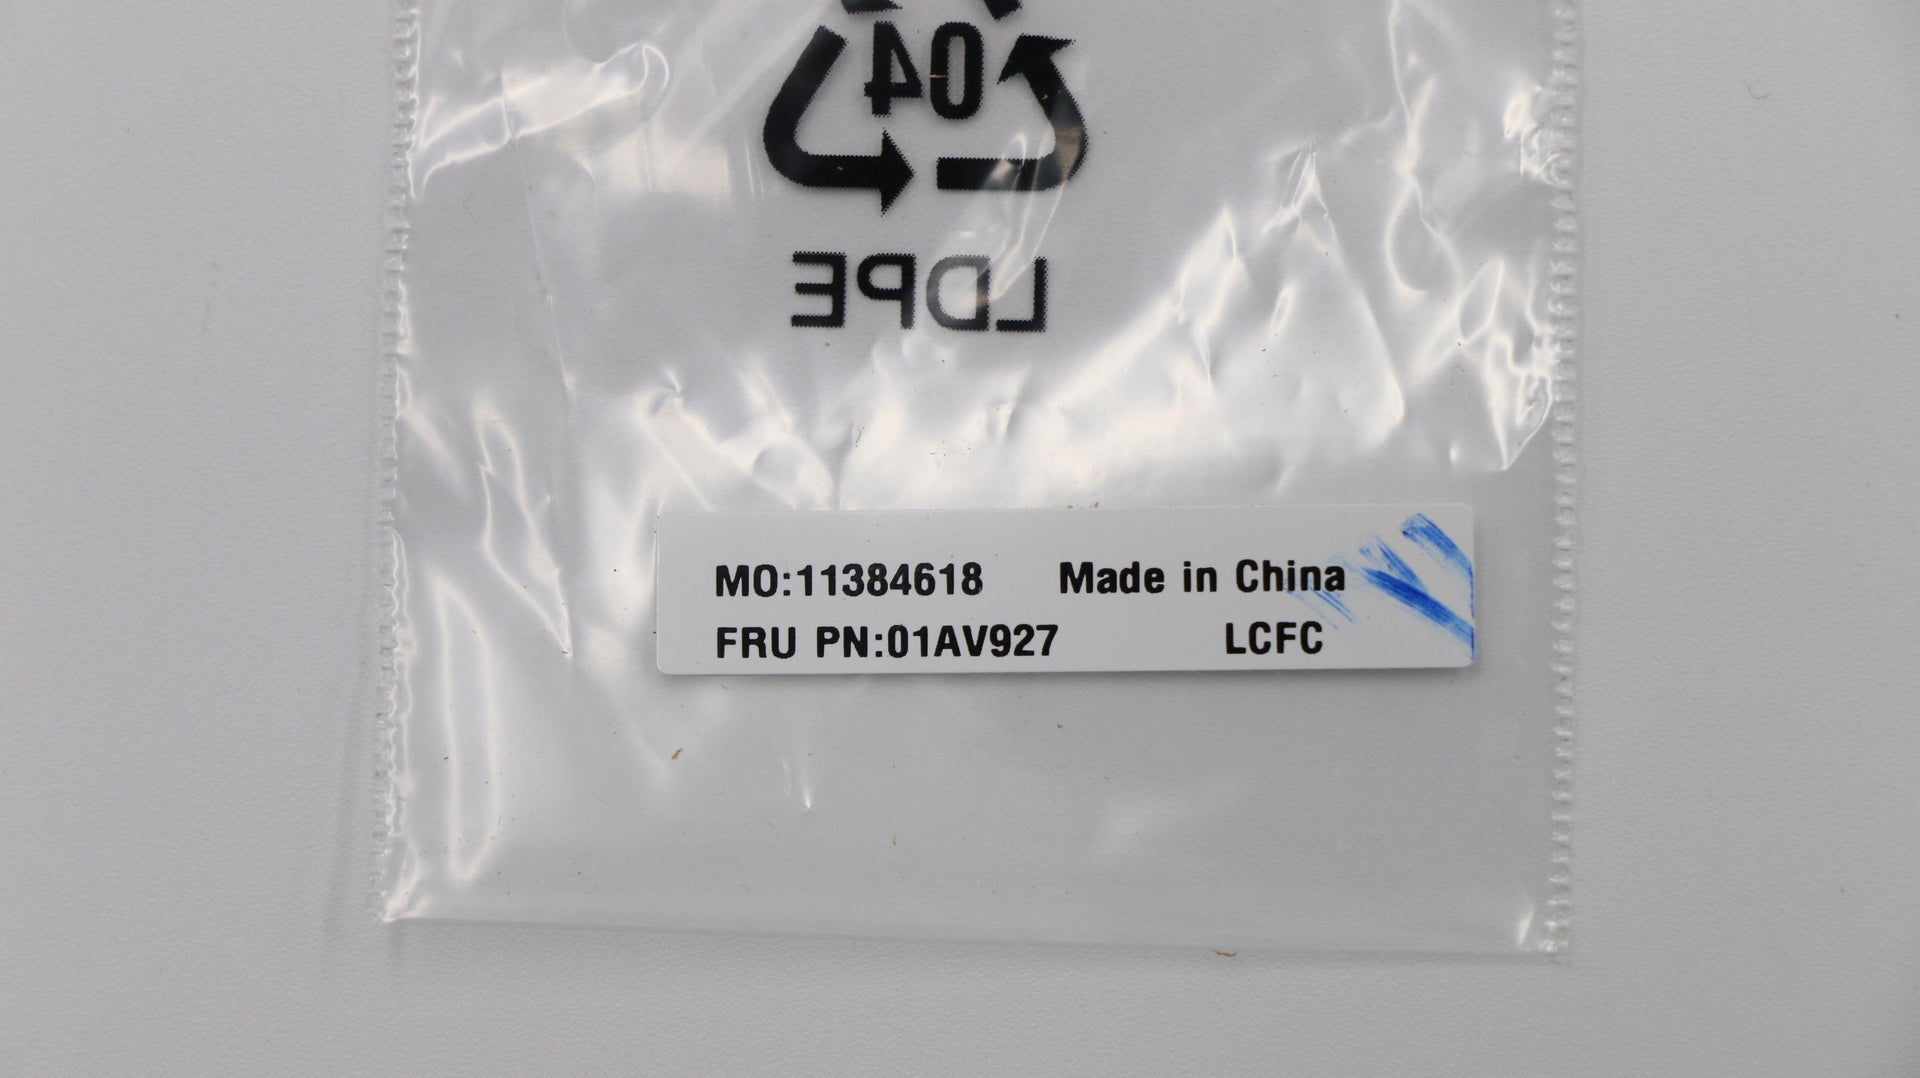 04
LDPE
MO:11384618 Made in China
FRU PN:01AV927 LCFC